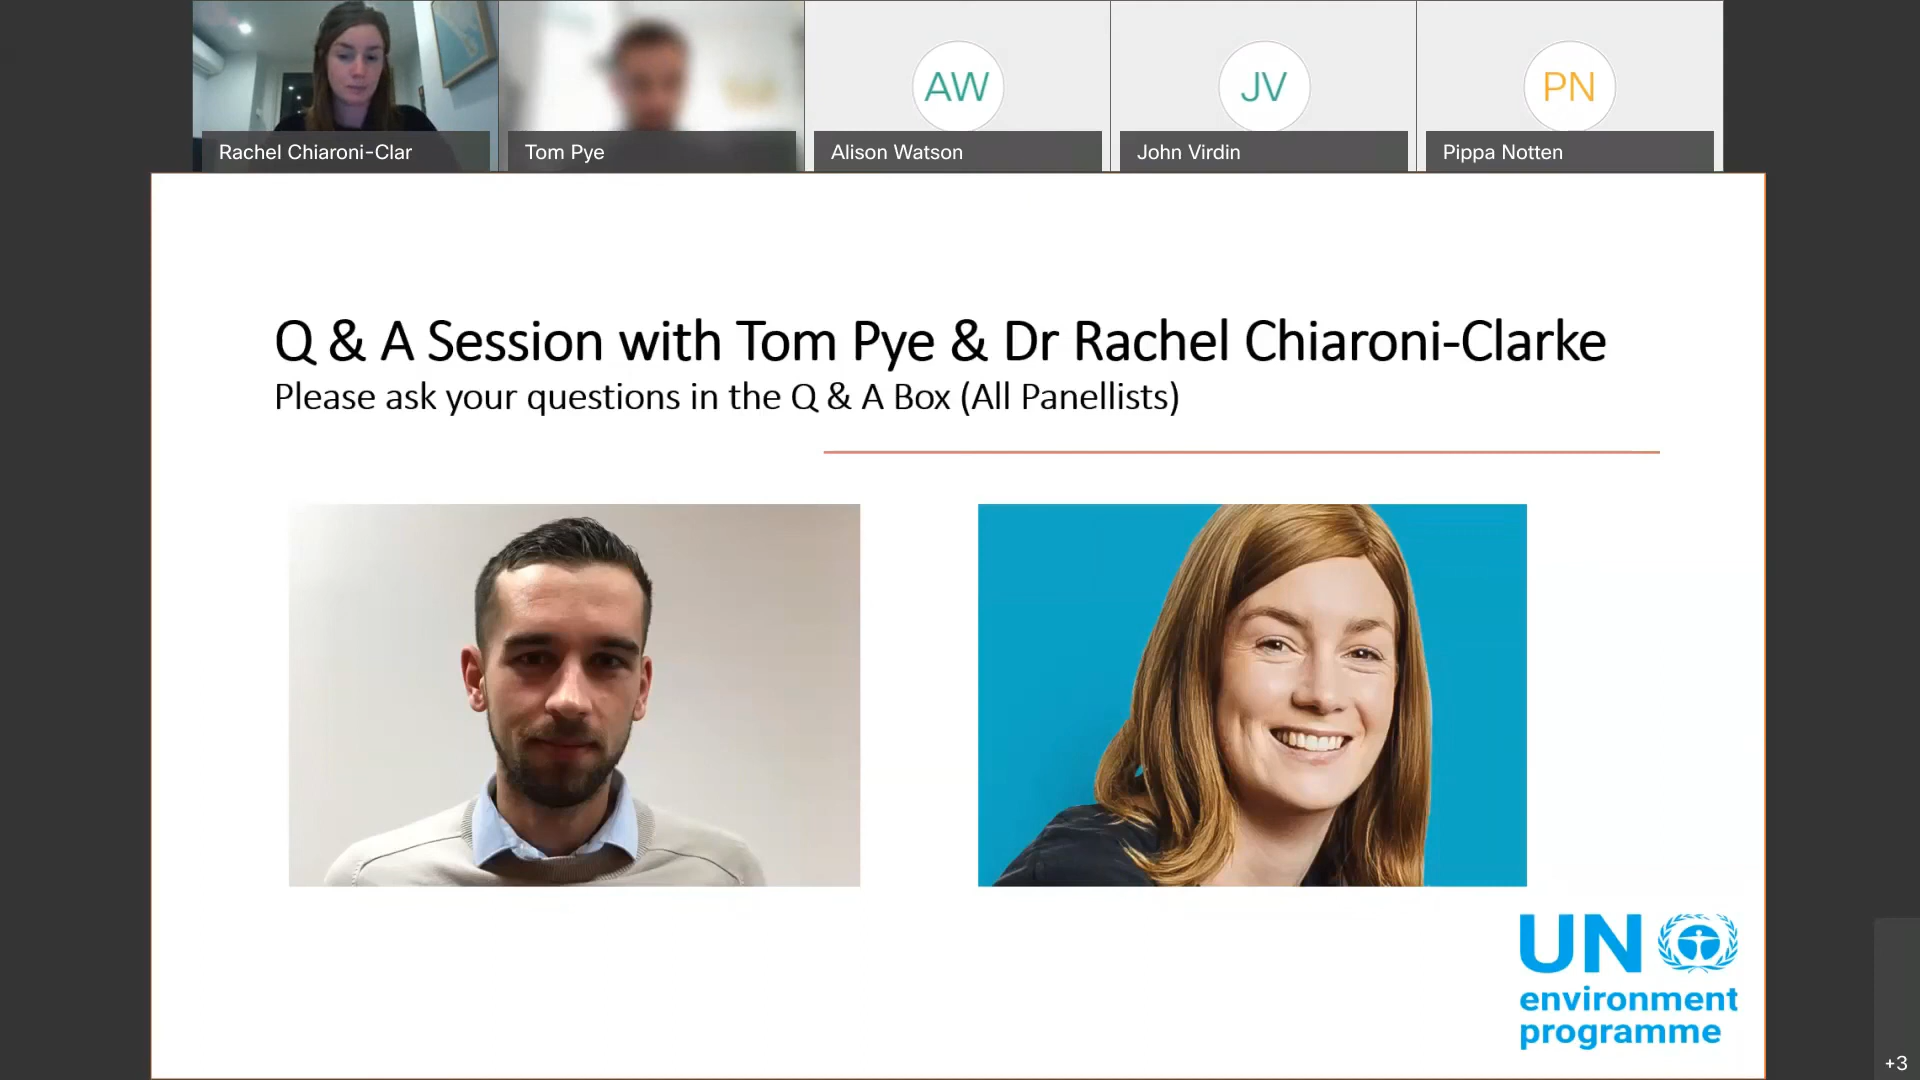 AW
JV
PN
Rachel Chiaroni-Clar
Tom Pye
Alison Watson
John Virdin
Pippa Notten
Q & A Session with Tom Pye & Dr Rachel Chiaroni-Clarke
Please ask your questions in the Q & A Box (All Panellists)
UN
environment
programme
+3